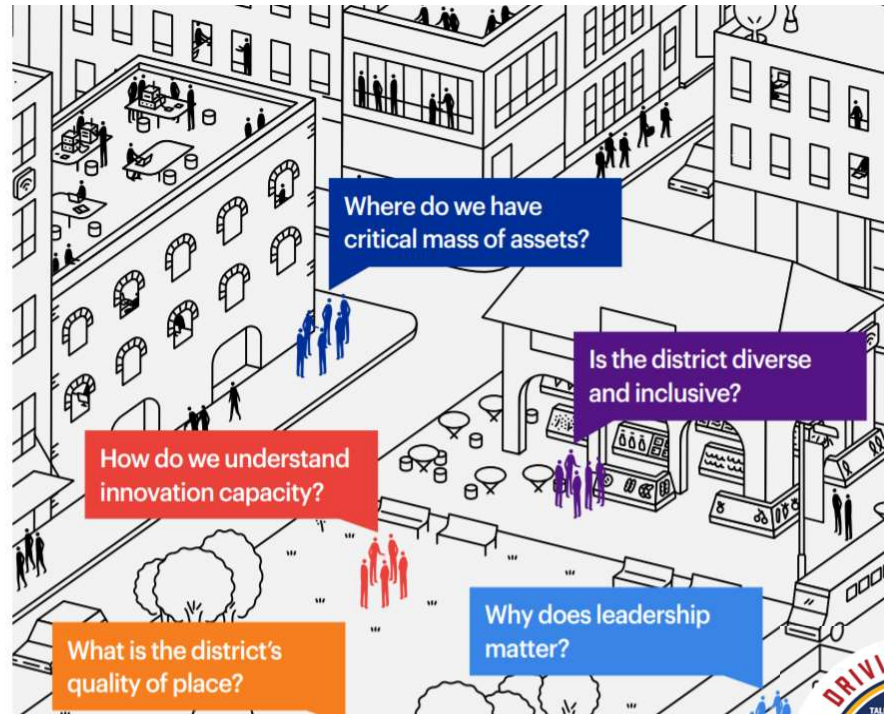 Where do we have
critical mass of assets?
Is the district diverse
and inclusive?
How do we understand
innovation capacity?
Why does leadership
matter?
What is the district's
quality of place?